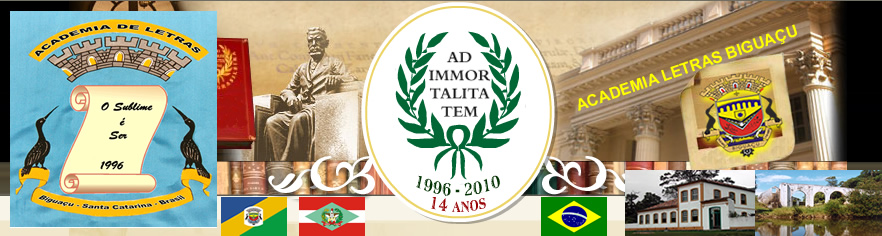 ACADEMIA DE LETRAS
O Sublime
é
Ser
1996
Biguaçu - Santa Catarina - Brasil
AD
IMMOR
TALITA
TEM
1996 - 2010
14 ANOS
ACADEMIA LETRAS BIGUAÇU